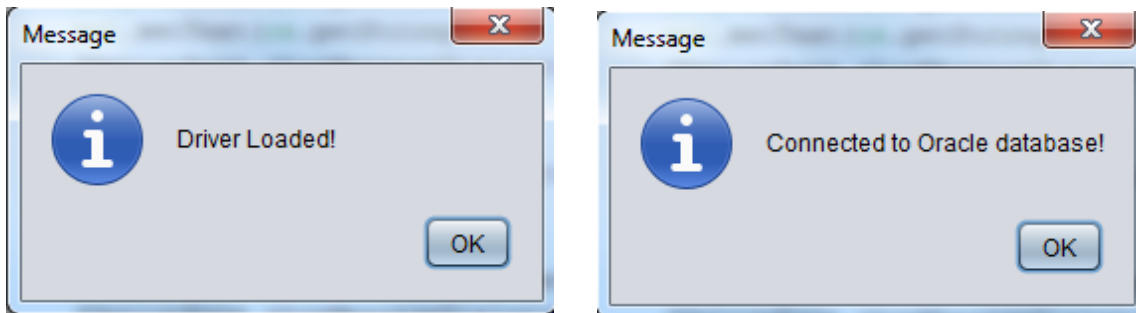 Message
Driver Loaded!
OK
Message
Connected to Oracle database!
OK